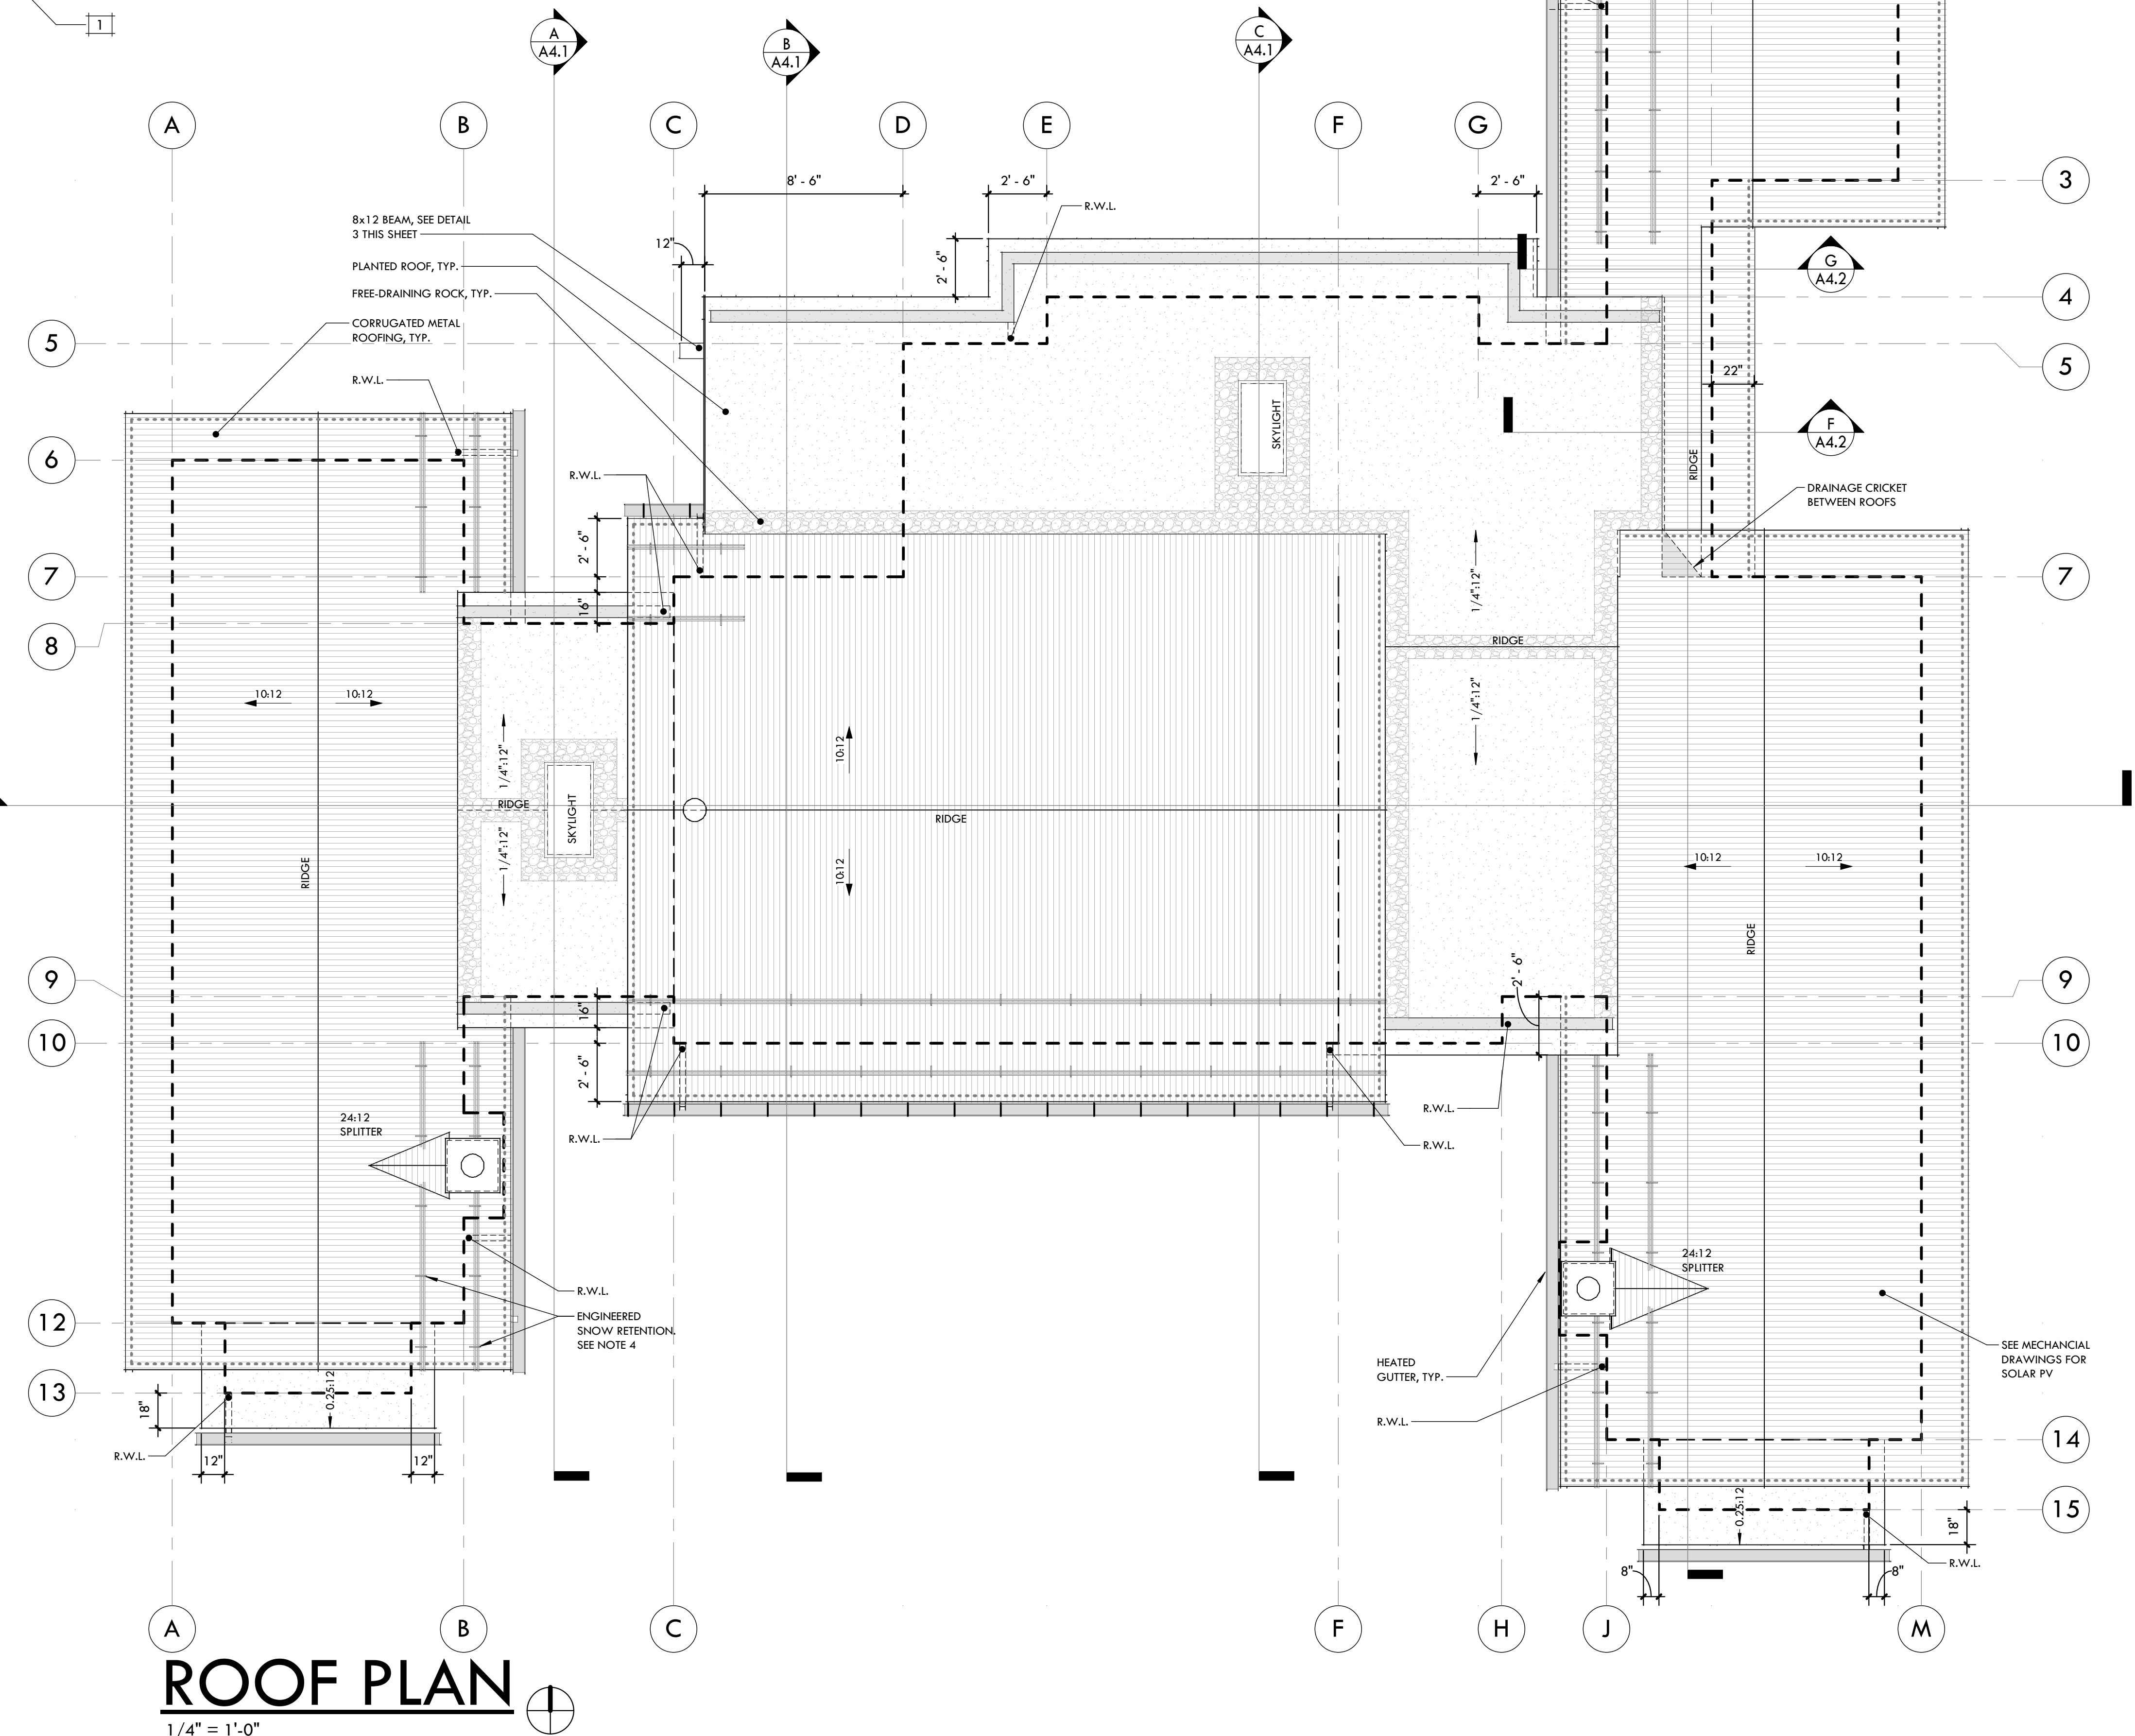 1
A
A4.1
B
A4.1
C
A4.1
A
B
C
D
E
F
G
3
8' - 6"
2' - 6"
2' - 6"
R.W.L.
8x12 BEAM, SEE DETAIL
3 THIS SHEET
12"
2' - 6"
PLANTED ROOF, TYP.
G
A4.2
FREE-DRAINING ROCK, TYP.
4
CORRUGATED METAL
ROOFING, TYP.
5
5
22"
R.W.L.
SKYLIGHT
F
A4.2
6
RIDGE
R.W.L.
DRAINAGE CRICKET
BETWEEN ROOFS
2' - 6"
7
1/4":12"
7
16"
8
RIDGE
10:12
10:12
1/4":12"
1/4":12"
10:12
RIDGE
SKYLIGHT
RIDGE
1/4":12"
RIDGE
10:12
10:12
10:12
RIDGE
9
2' - 6"
9
16"
10
10
2' - 6"
24:12
SPLITTER
R.W.L.
R.W.L.
R.W.L.
24:12
SPLITTER
R.W.L.
12
ENGINEERED
SNOW RETENTION,
SEE NOTE 4
SEE MECHANCIAL
DRAWINGS FOR
SOLAR PV
HEATED
GUTTER, TYP.
13
0.25:12
18"
R.W.L.
14
R.W.L.
12"
12"
0.25:12
15
18"
R.W.L.
8"
8"
A
B
C
F
H
J
M
ROOF PLAN
1/4" = 1'-0"